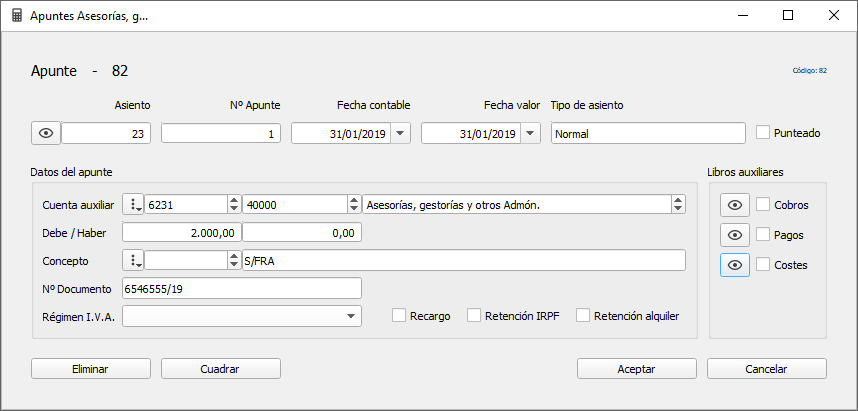 Apuntes Asesorías, g...
Apunte - 82
Código: 82
Asiento Nº Apunte Fecha contable Fecha valor Tipo de asiento
23 1 31/01/2019 31/01/2019 Normal Punteado
Datos del apunte Libros auxiliares
Cuenta auxiliar 6231 40000 Asesorías, gestorías y otros Admón. Cobros
Debe / Haber 2.000,00 0,00 Pagos
Concepto S/FRA Costes
Nº Documento 6546555/19
Régimen I.V.A. Recargo Retención IRPF Retención alquiler
Eliminar Cuadrar Aceptar Cancelar